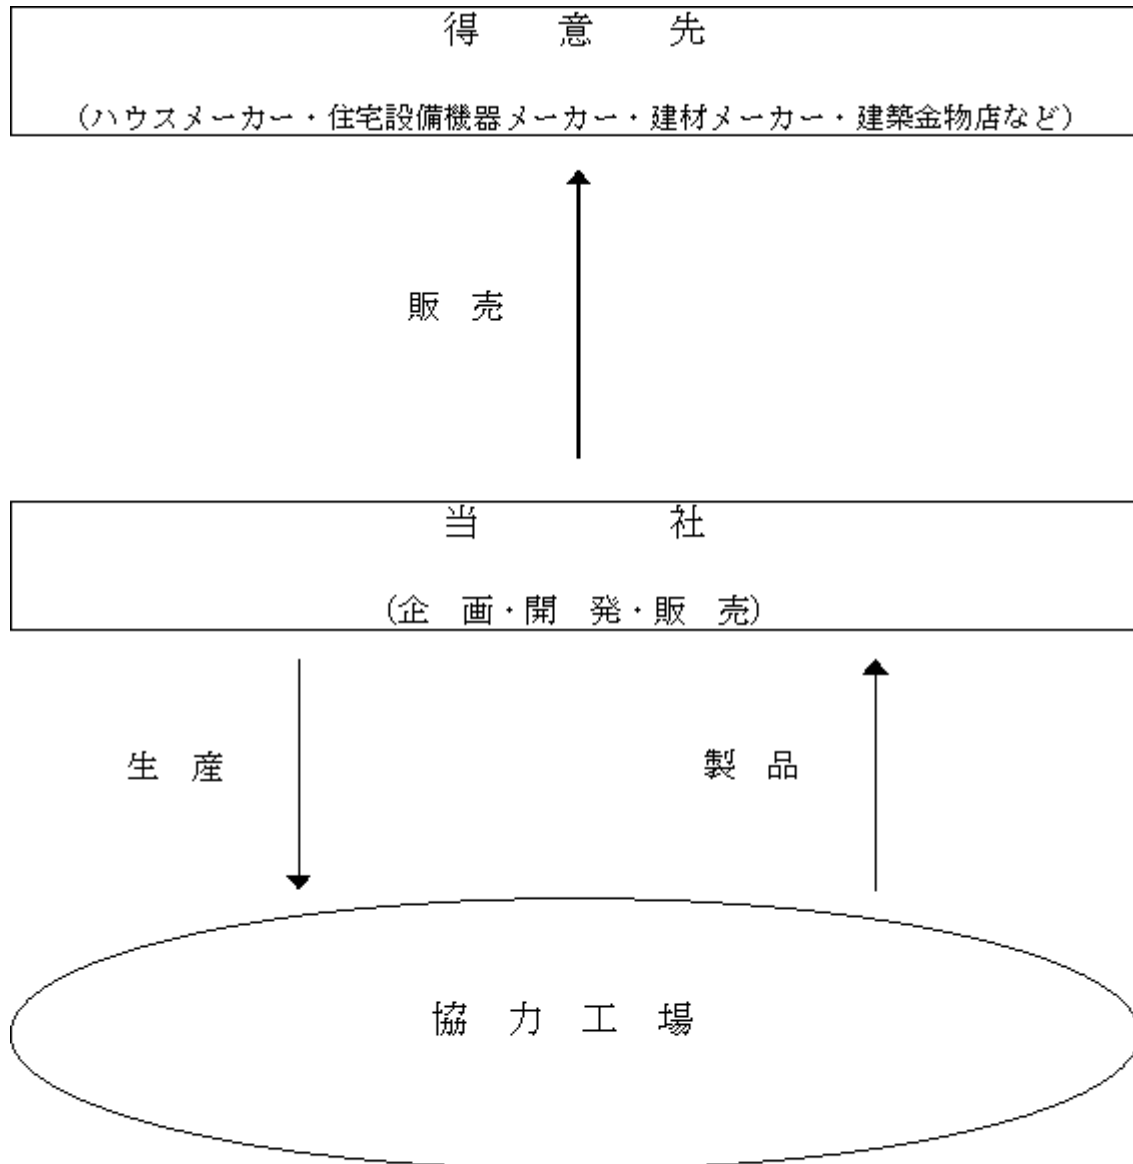 得　意　先
（ハウスメーカー・住宅設備機器メーカー・建材メーカー・建築金物店など）
販　売
当　　社
（企　画・開　発・販　売）
生　産
製　品
協　力　工　場